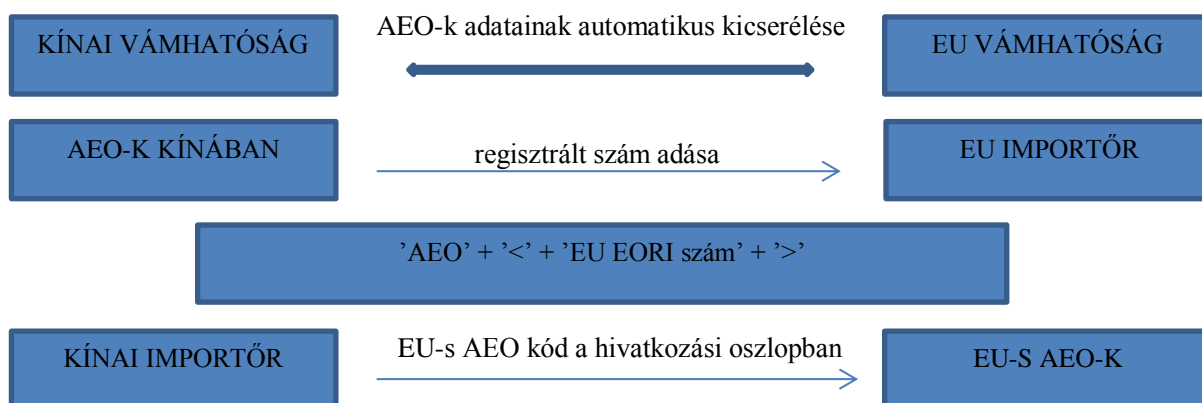 KÍNAI VÁMHATÓSÁG
AEO-k adatainak automatikus kicserélése
EU VÁMHATÓSÁG
AEO-K KÍNÁBAN
regisztrált szám adása
EU IMPORTŐR
’AEO’ + ’<’ + ’EU EORI szám’ + ’>’
KÍNAI IMPORTŐR
EU-s AEO kód a hivatkozási oszlopban
EU-S AEO-K